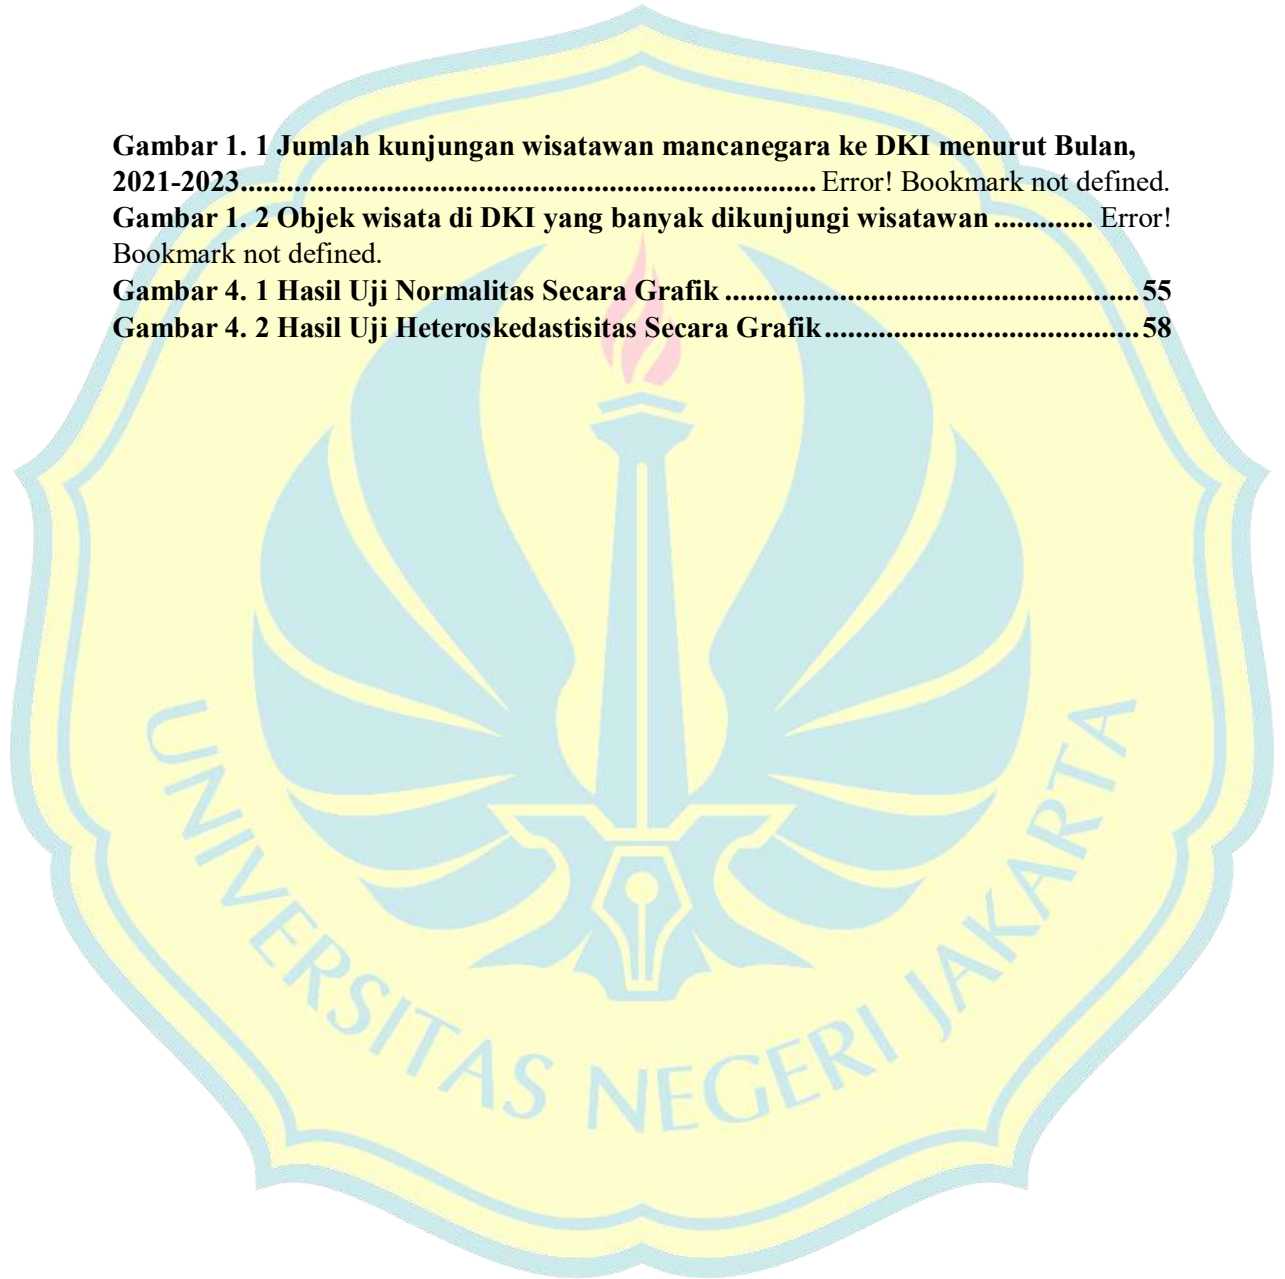 Gambar 1. 1 Jumlah kunjungan wisatawan mancanegara ke DKI menurut Bulan,
2021-2023........................................................................... Error! Bookmark not defined.
Gambar 1. 2 Objek wisata di DKI yang banyak dikunjungi wisatawan ............. Error!
Bookmark not defined.
Gambar 4. 1 Hasil Uji Normalitas Secara Grafik ......................................................55
Gambar 4. 2 Hasil Uji Heteroskedastisitas Secara Grafik.........................................58
UNIVERSITAS NEGERI JAKARTA